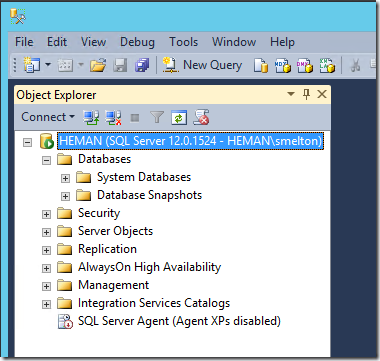 File Edit View Debug Tools Window Help
New Query
Object Explorer
Connect
HEMAN (SQL Server 12.0.1524 - HEMAN\smelton)
Databases
System Databases
Database Snapshots
Security
Server Objects
Replication
AlwaysOn High Availability
Management
Integration Services Catalogs
SQL Server Agent (Agent XPs disabled)